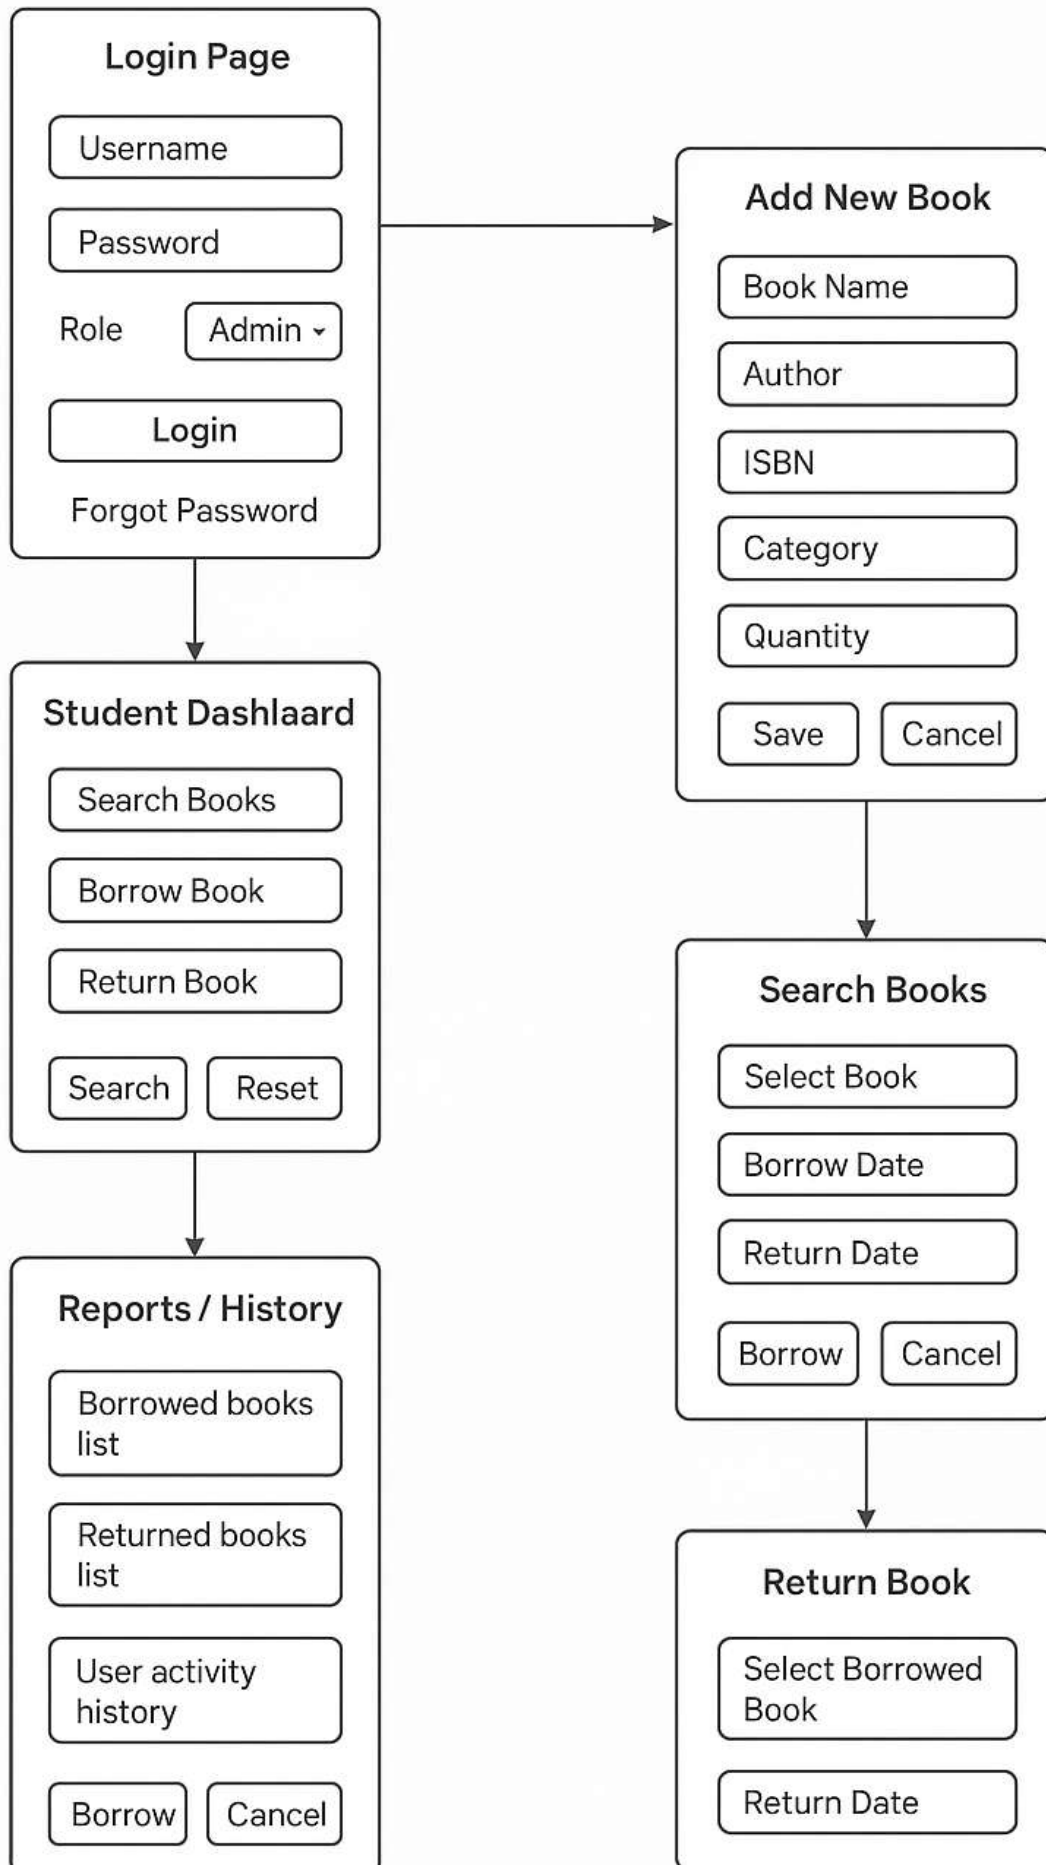 Login Page
Username
Password
Role
Admin
Login
Forgot Password
Student Dashlaard
Search Books
Borrow Book
Return Book
Search
Reset
Reports / History
Borrowed books
list
Returned books
list
User activity
history
Borrow
Cancel
Add New Book
Book Name
Author
ISBN
Category
Quantity
Save
Cancel
Search Books
Select Book
Borrow Date
Return Date
Borrow
Cancel
Return Book
Select Borrowed
Book
Return Date